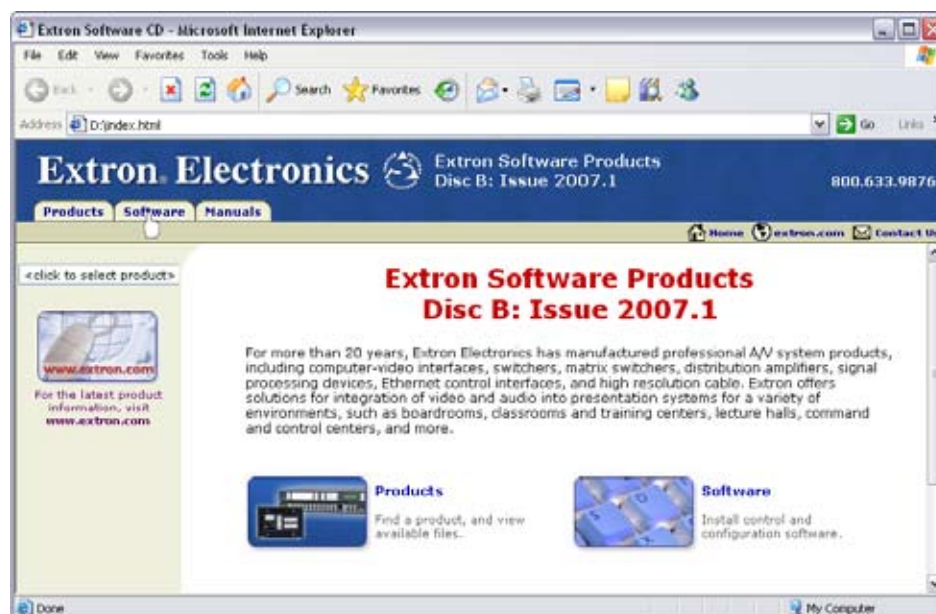 Extron Software CD - Microsoft Internet Explorer
File Edit View Favorites Tools Help
Back Search Favorites
Address D:\index.html Go Links
Extron. Electronics Extron Software Products
Disc B: Issue 2007.1
800.633.9876
Products Software Manuals
Home extron.com Contact Us
<click to select product>
www.extron.com
For the latest product
information, visit
www.extron.com
Extron Software Products
Disc B: Issue 2007.1
For more than 20 years, Extron Electronics has manufactured professional A/V system products,
including computer-video interfaces, switchers, matrix switchers, distribution amplifiers, signal
processing devices, Ethernet control interfaces, and high resolution cable. Extron offers
solutions for integration of video and audio into presentation systems for a variety of
environments, such as boardrooms, classrooms and training centers, lecture halls, command
and control centers, and more.
Products
Find a product, and view
available files.
Software
Install control and
configuration software.
Done My Computer